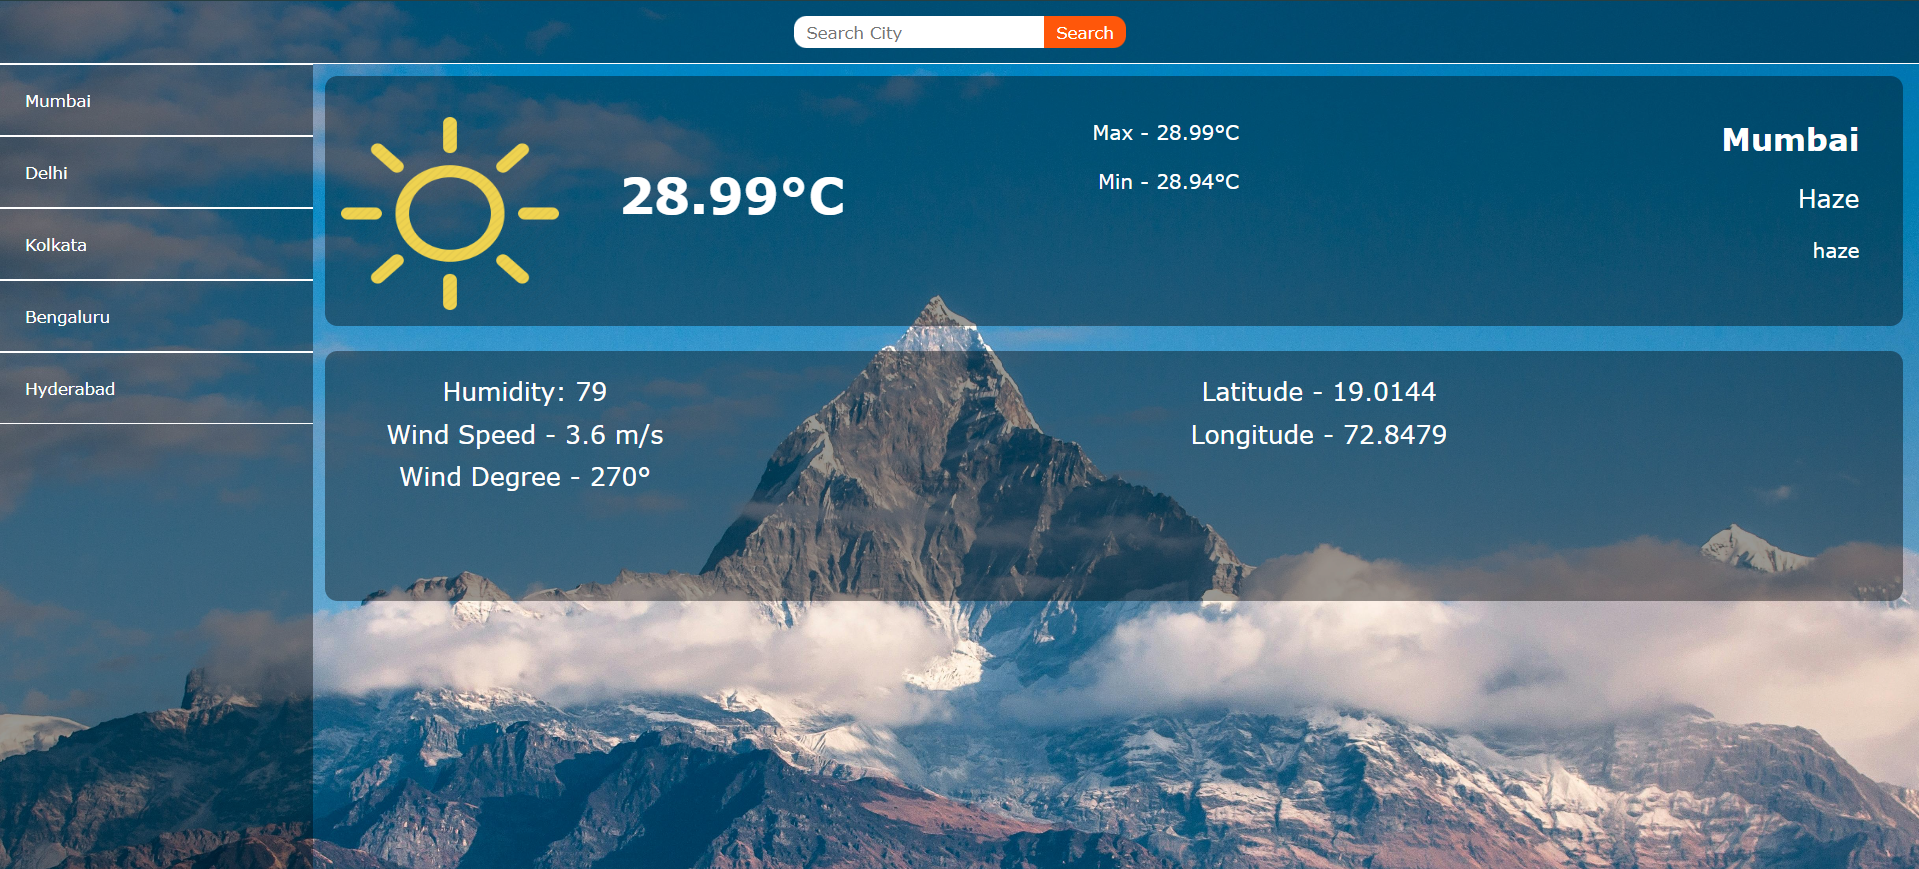 Search City
Search
Mumbai
Delhi
Kolkata
Bengaluru
Hyderabad
28.99°C
Max - 28.99°C
Min - 28.94°C
Mumbai
Haze
haze
Humidity: 79
Wind Speed - 3.6 m/s
Wind Degree - 270°
Latitude - 19.0144
Longitude - 72.8479